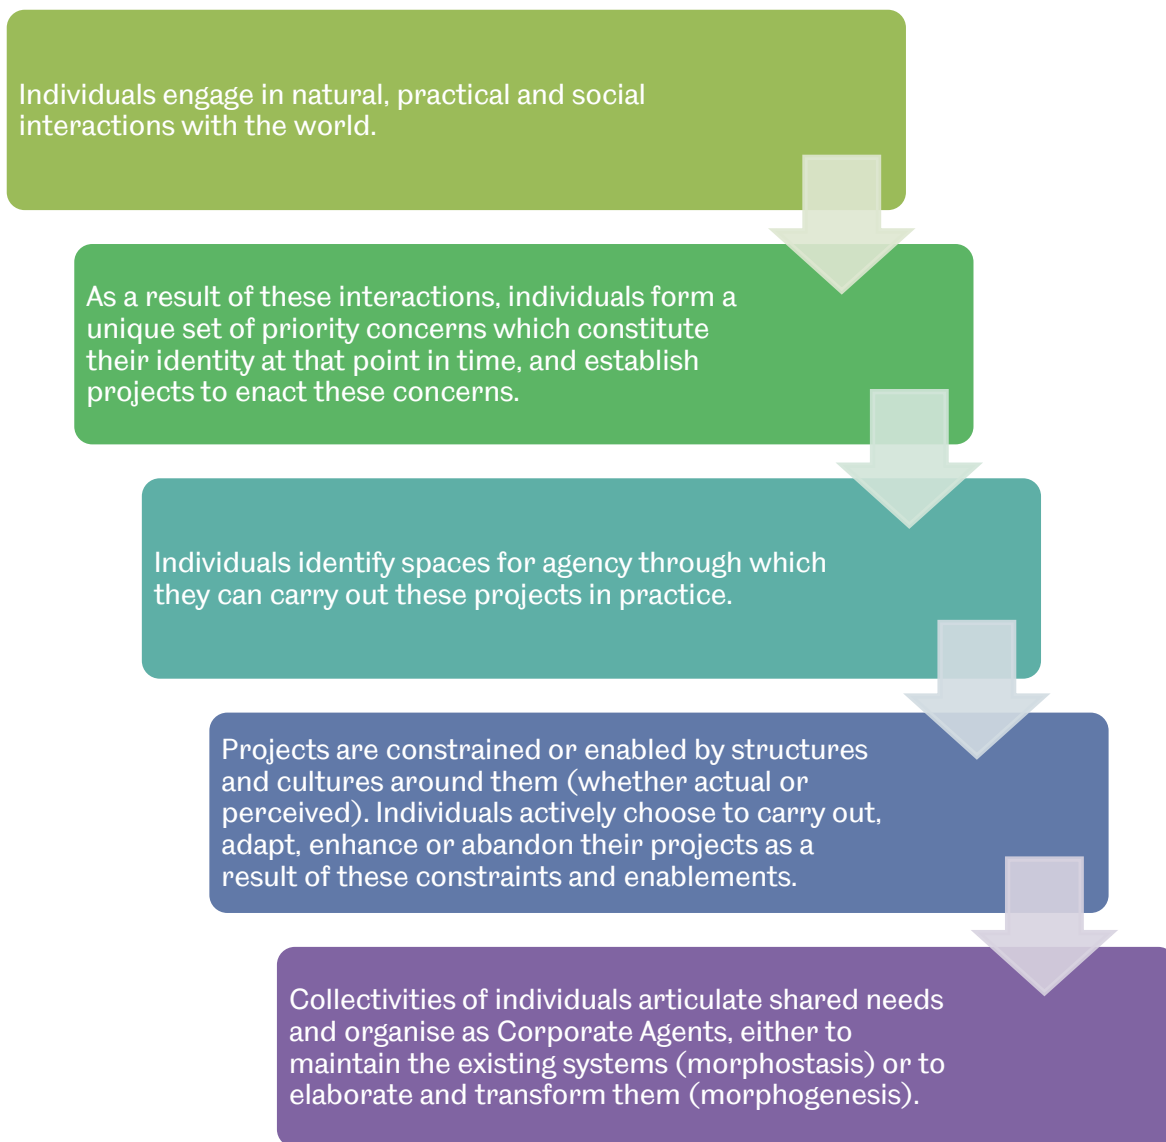 Individuals engage in natural, practical and social
interactions with the world.
As a result of these interactions, individuals form a
unique set of priority concerns which constitute
their identity at that point in time, and establish
projects to enact these concerns.
Individuals identify spaces for agency through which
they can carry out these projects in practice.
Projects are constrained or enabled by structures
and cultures around them (whether actual or
perceived). Individuals actively choose to carry out,
adapt, enhance or abandon their projects as a
result of these constraints and enablements.
Collectivities of individuals articulate shared needs
and organise as Corporate Agents, either to
maintain the existing systems (morphostasis) or to
elaborate and transform them (morphogenesis).